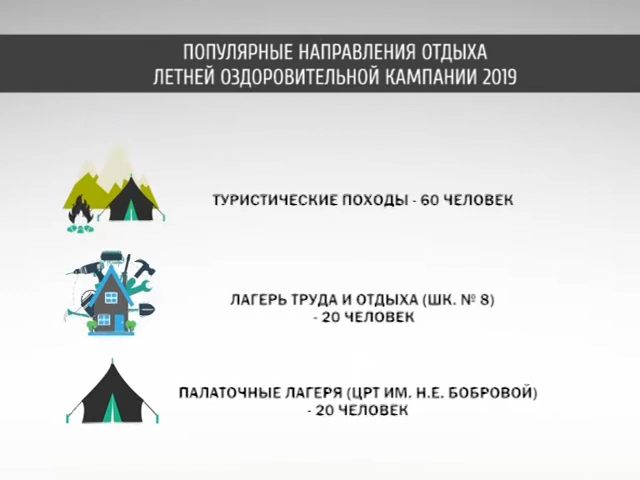 ПОПУЛЯРНЫЕ НАПРАВЛЕНИЯ ОТДЫХА
ЛЕТНЕЙ ОЗДОРОВИТЕЛЬНОЙ КАМПАНИИ 2019
ТУРИСТИЧЕСКИЕ ПОХОДЫ - 60 ЧЕЛОВЕК
ЛАГЕРЬ ТРУДА И ОТДЫХА (ШК. № 8)
- 20 ЧЕЛОВЕК
ПАЛАТОЧНЫЕ ЛАГЕРЯ (ЦРТ ИМ. Н.Е. БОБРОВОЙ)
- 20 ЧЕЛОВЕК